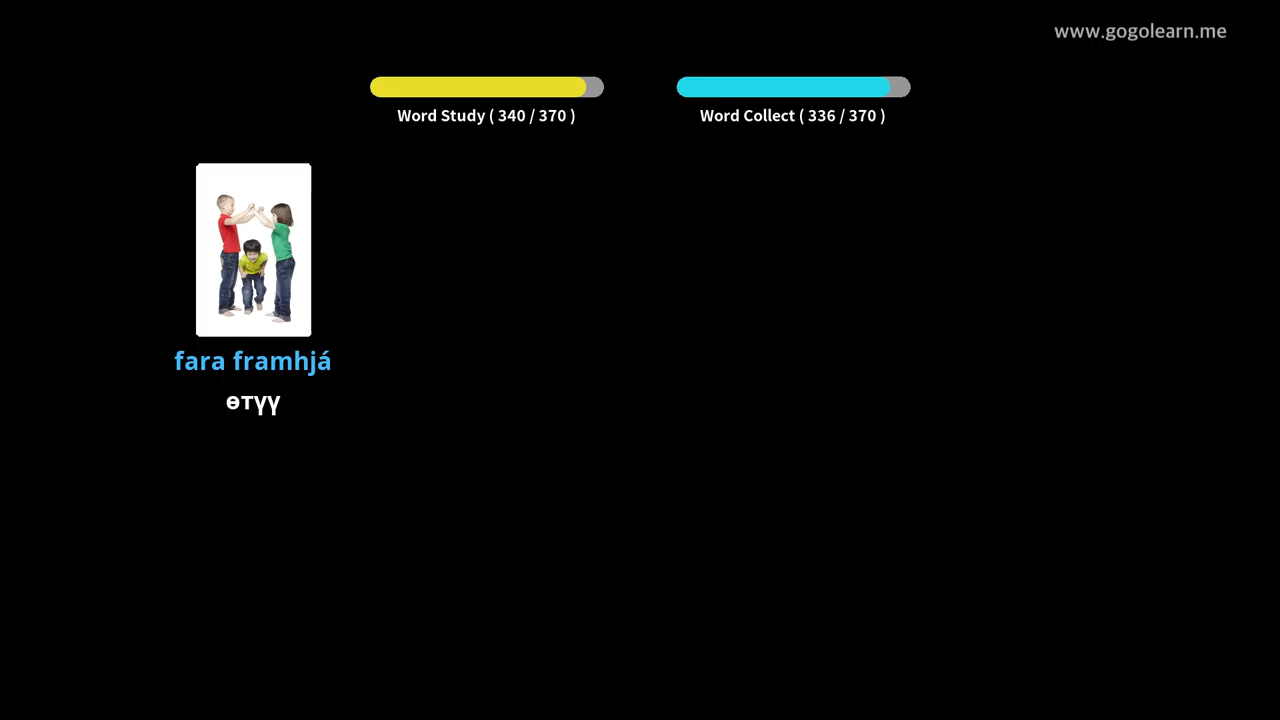 www.gogolearn.me
Word Study ( 340 / 370 )
Word Collect ( 336 / 370 )
fara framhjá
өтүү